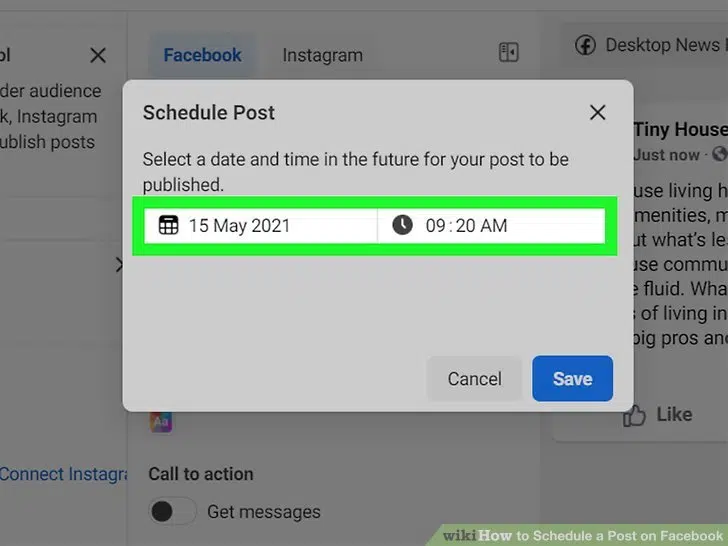 pl
Facebook
Instagram
Desktop News
der audience
k, Instagram
ublish posts
Schedule Post
Select a date and time in the future for your post to be
published.
15 May 2021
09:20 AM
Cancel
Save
Tiny House
Just now ·
use living h
menities, m
ut what's le
use commu
e fluid. Wha
s of living in
big pros and
Like
Aa
Connect Instagra
Call to action
Get messages
wikiHow to Schedule a Post on Facebook